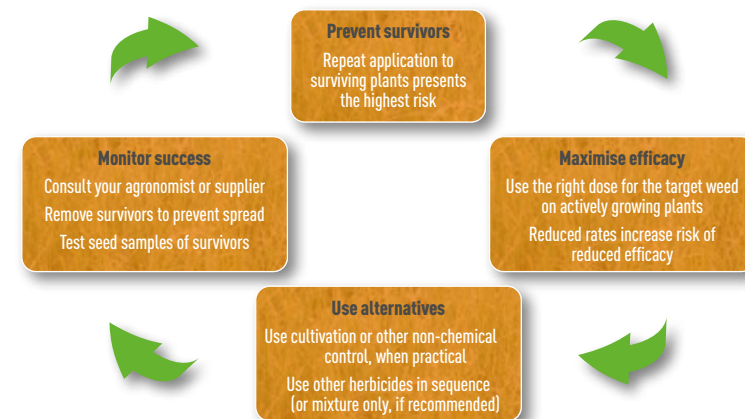 Prevent survivors
Repeat application to
surviving plants presents
the highest risk
Monitor success
Consult your agronomist or supplier
Remove survivors to prevent spread
Test seed samples of survivors
Maximise efficacy
Use the right dose for the target weed
on actively growing plants
Reduced rates increase risk of
reduced efficacy
Use alternatives
Use cultivation or other non-chemical
control, when practical
Use other herbicides in sequence
(or mixture only, if recommended)